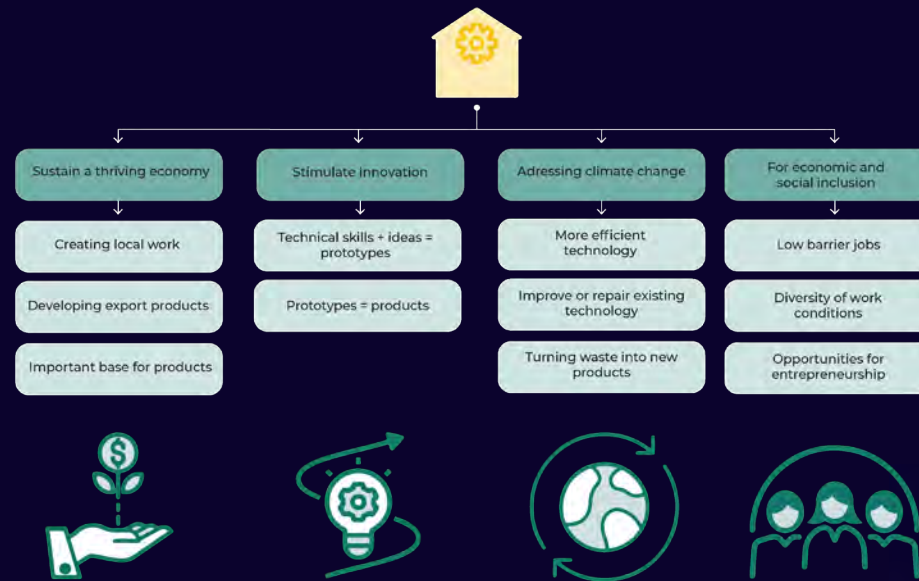 Sustain a thriving economy
Creating local work
Developing export products
Important base for products
Stimulate innovation
Technical skills + ideas =
prototypes
Prototypes = products
Adressing climate change
More efficient
technology
Improve or repair existing
technology
Turning waste into new
products
For economic and
social inclusion
Low barrier jobs
Diversity of work
conditions
Opportunities for
entrepreneurship
$